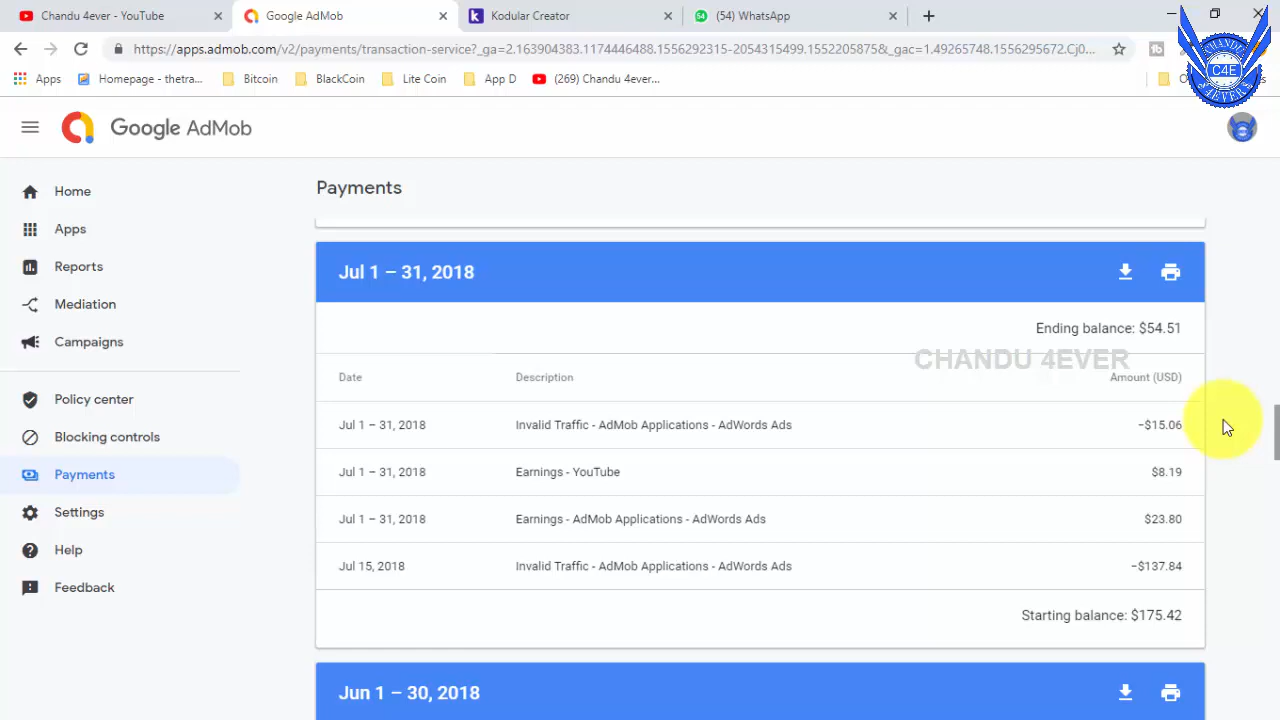 Chandu 4ever - YouTube
Google AdMob
Kodular Creator
(54) WhatsApp
https://apps.admob.com/v2/payments/transaction-service?_ga=2.163904383.1174446488.1556292315-2034315499.1552205875&_gac=1.49265748.1556295672.Cj0...
Apps
Homepage - thetra...
Bitcoin
BlackCoin
Lite Coin
App D
(269) Chandu 4ever...
CHANDU
C4E
4EVER
Google AdMob
Home
Apps
Reports
Mediation
Campaigns
Policy center
Blocking controls
Payments
Settings
Help
Feedback
Payments
Jul 1 – 31, 2018
Ending balance: $54.51
CHANDU 4EVER
Date Description Amount (USD)
Jul 1 – 31, 2018 Invalid Traffic - AdMob Applications - AdWords Ads −$15.06
Jul 1 – 31, 2018 Earnings - YouTube $8.19
Jul 1 – 31, 2018 Earnings - AdMob Applications - AdWords Ads $23.80
Jul 15, 2018 Invalid Traffic - AdMob Applications - AdWords Ads −$137.84
Starting balance: $175.42
Jun 1 – 30, 2018